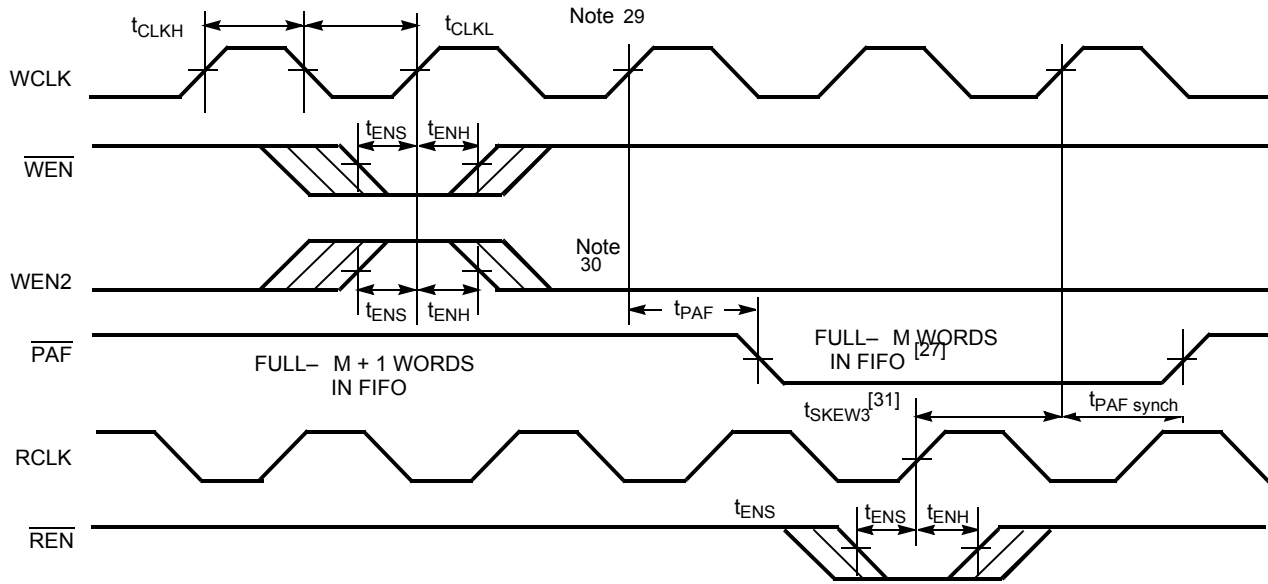 Note 29
tCLKH
tCLKL
WCLK
tENS
tENH
WEN
Note
30
WEN2
tENS
tENH
tPAF
PAF
FULL– M + 1 WORDS
IN FIFO
FULL– M WORDS
IN FIFO [27]
tSKEW3[31]
tPAF synch
RCLK
tENS
tENS
tENH
REN